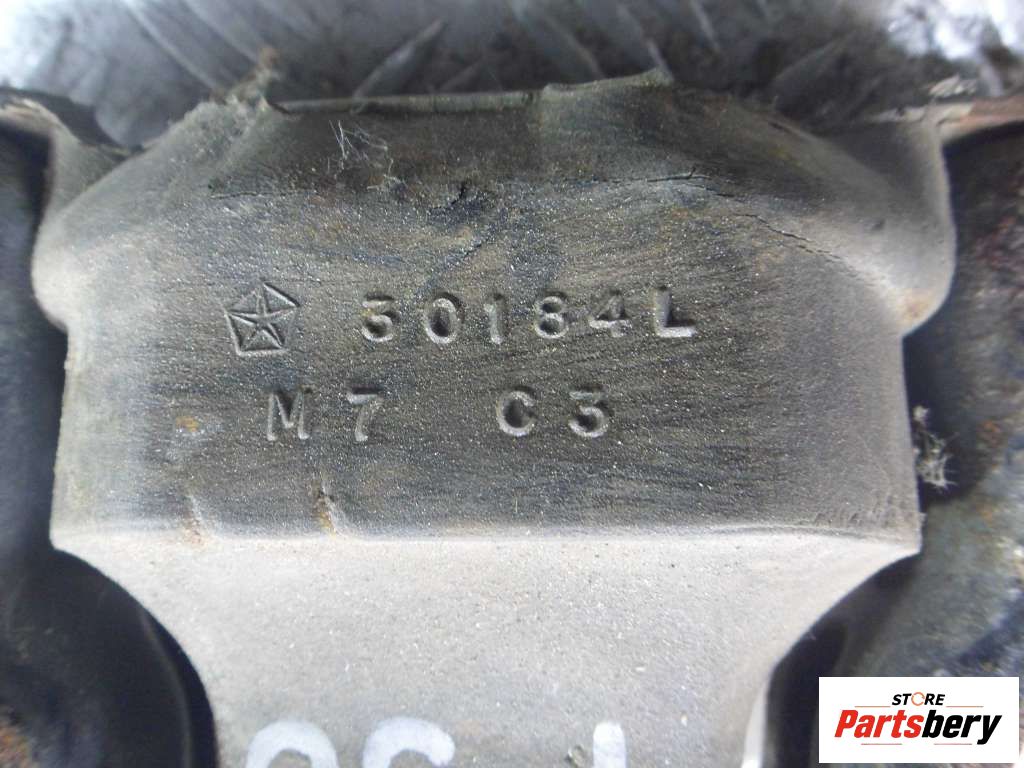 30184L
M7 C3
STORE
Partsbery